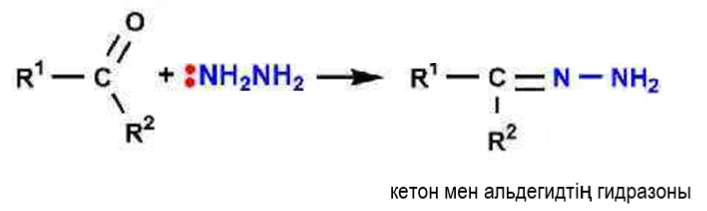 O
R¹ — C + :NH₂NH₂ → R¹ — C = N — NH₂
R² R²
кетон мен альдегидтің гидразоны